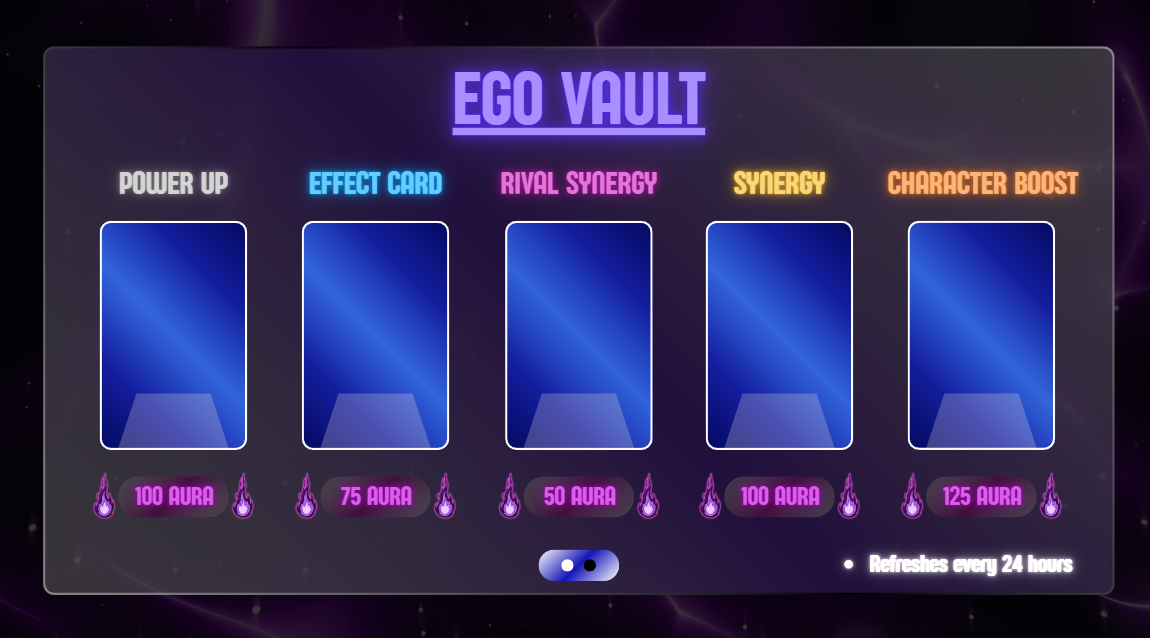 EGO VAULT
POWER UP
EFFECT CARD
RIVAL SYNERGY
SYNERGY
CHARACTER BOOST
100 AURA
75 AURA
50 AURA
100 AURA
125 AURA
• Refreshes every 24 hours